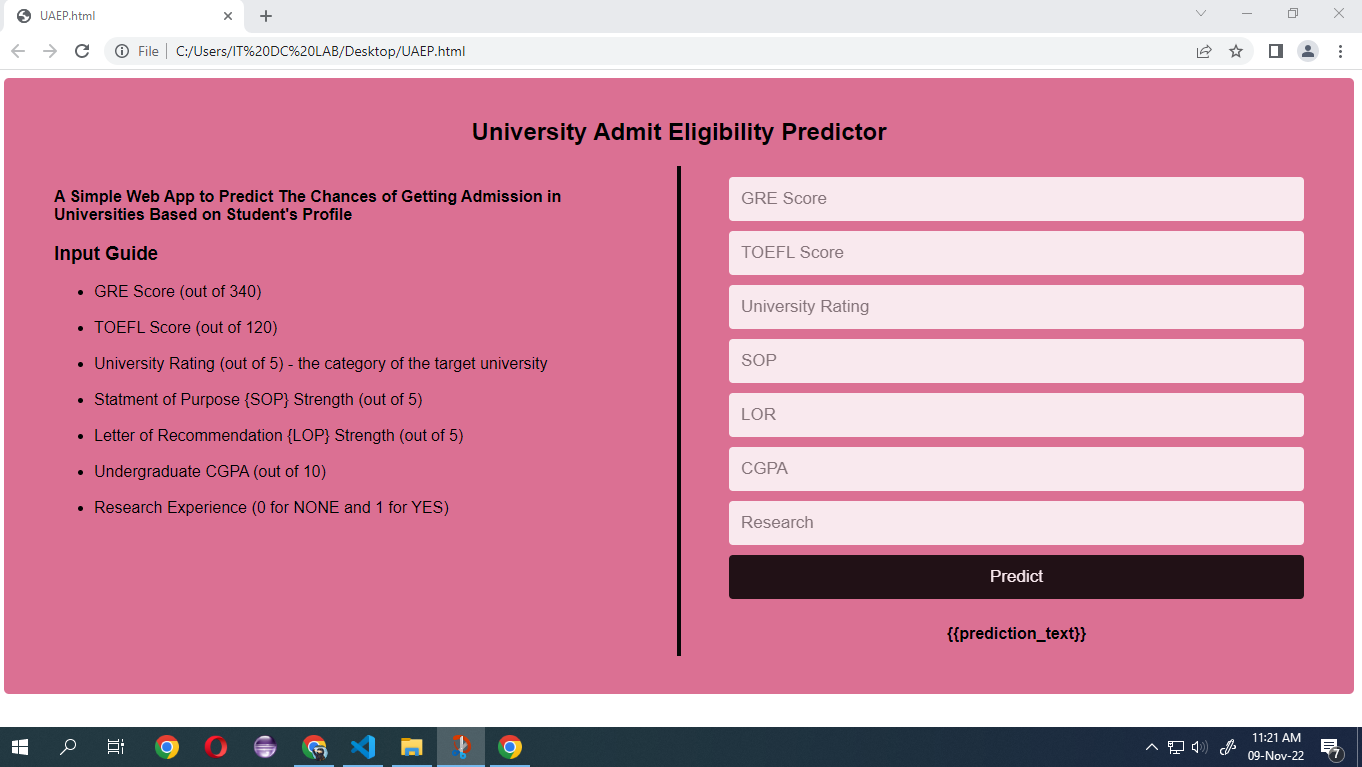 UAEP.html
File
C:/Users/IT%20DC%20LAB/Desktop/UAEP.html
University Admit Eligibility Predictor
A Simple Web App to Predict The Chances of Getting Admission in
Universities Based on Student's Profile
Input Guide
GRE Score (out of 340)
TOEFL Score (out of 120)
University Rating (out of 5) - the category of the target university
Statment of Purpose {SOP} Strength (out of 5)
Letter of Recommendation {LOP} Strength (out of 5)
Undergraduate CGPA (out of 10)
Research Experience (0 for NONE and 1 for YES)
GRE Score
TOEFL Score
University Rating
SOP
LOR
CGPA
Research
Predict
{{prediction_text}}
11:21 AM
09-Nov-22
7